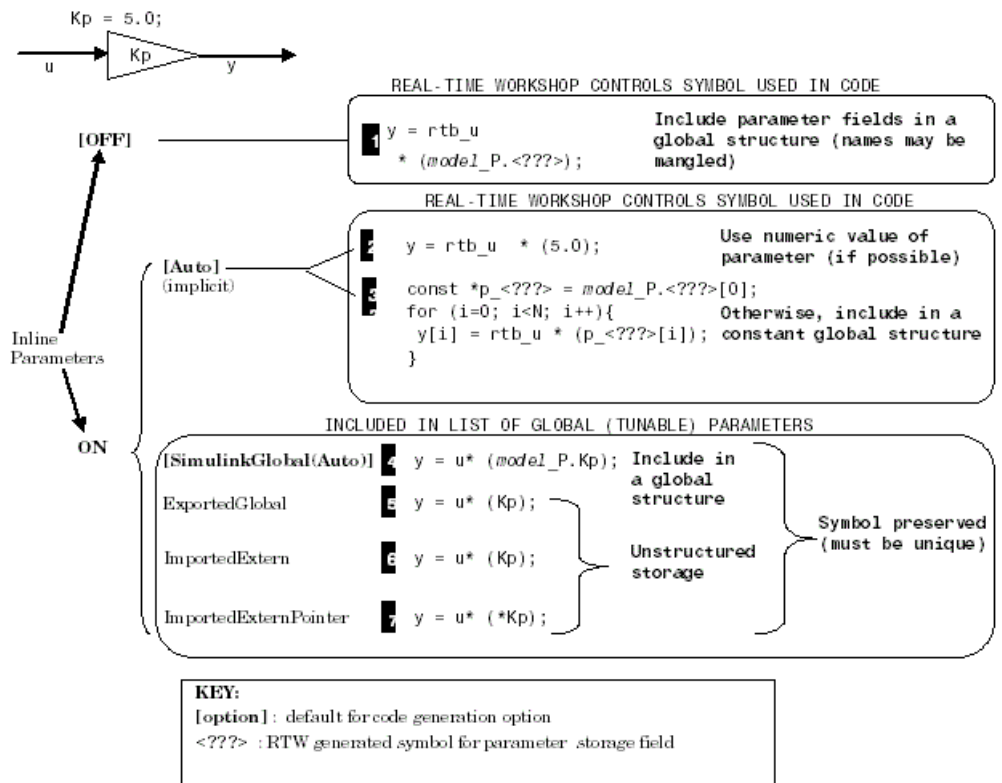 Kp = 5.0;
Kp
u
y
REAL-TIME WORKSHOP CONTROLS SYMBOL USED IN CODE
[OFF]
1 y = rtb_u
* (model_P.<???>);
Include parameter fields in a
global structure (names may be
mangled)
REAL-TIME WORKSHOP CONTROLS SYMBOL USED IN CODE
[Auto]
(implicit)
2 y = rtb_u * (5.0);
Use numeric value of
parameter (if possible)
3 const *p_<???> = model_P.<???>[0];
for (i=0; i<N; i++){
y[i] = rtb_u * (p_<???>[i]);
}
Otherwise, include in a
constant global structure
Inline
Parameters
ON
INCLUDED IN LIST OF GLOBAL (TUNABLE) PARAMETERS
[SimulinkGlobal(Auto)] 4 y = u* (model_P.Kp);
Include in
a global
structure
ExportedGlobal 5 y = u* (Kp);
ImportedExtern 6 y = u* (Kp);
ImportedExternPointer 7 y = u* (*Kp);
Unstructured
storage
Symbol preserved
(must be unique)
KEY:
[option] : default for code generation option
<???> : RTW generated symbol for parameter storage field